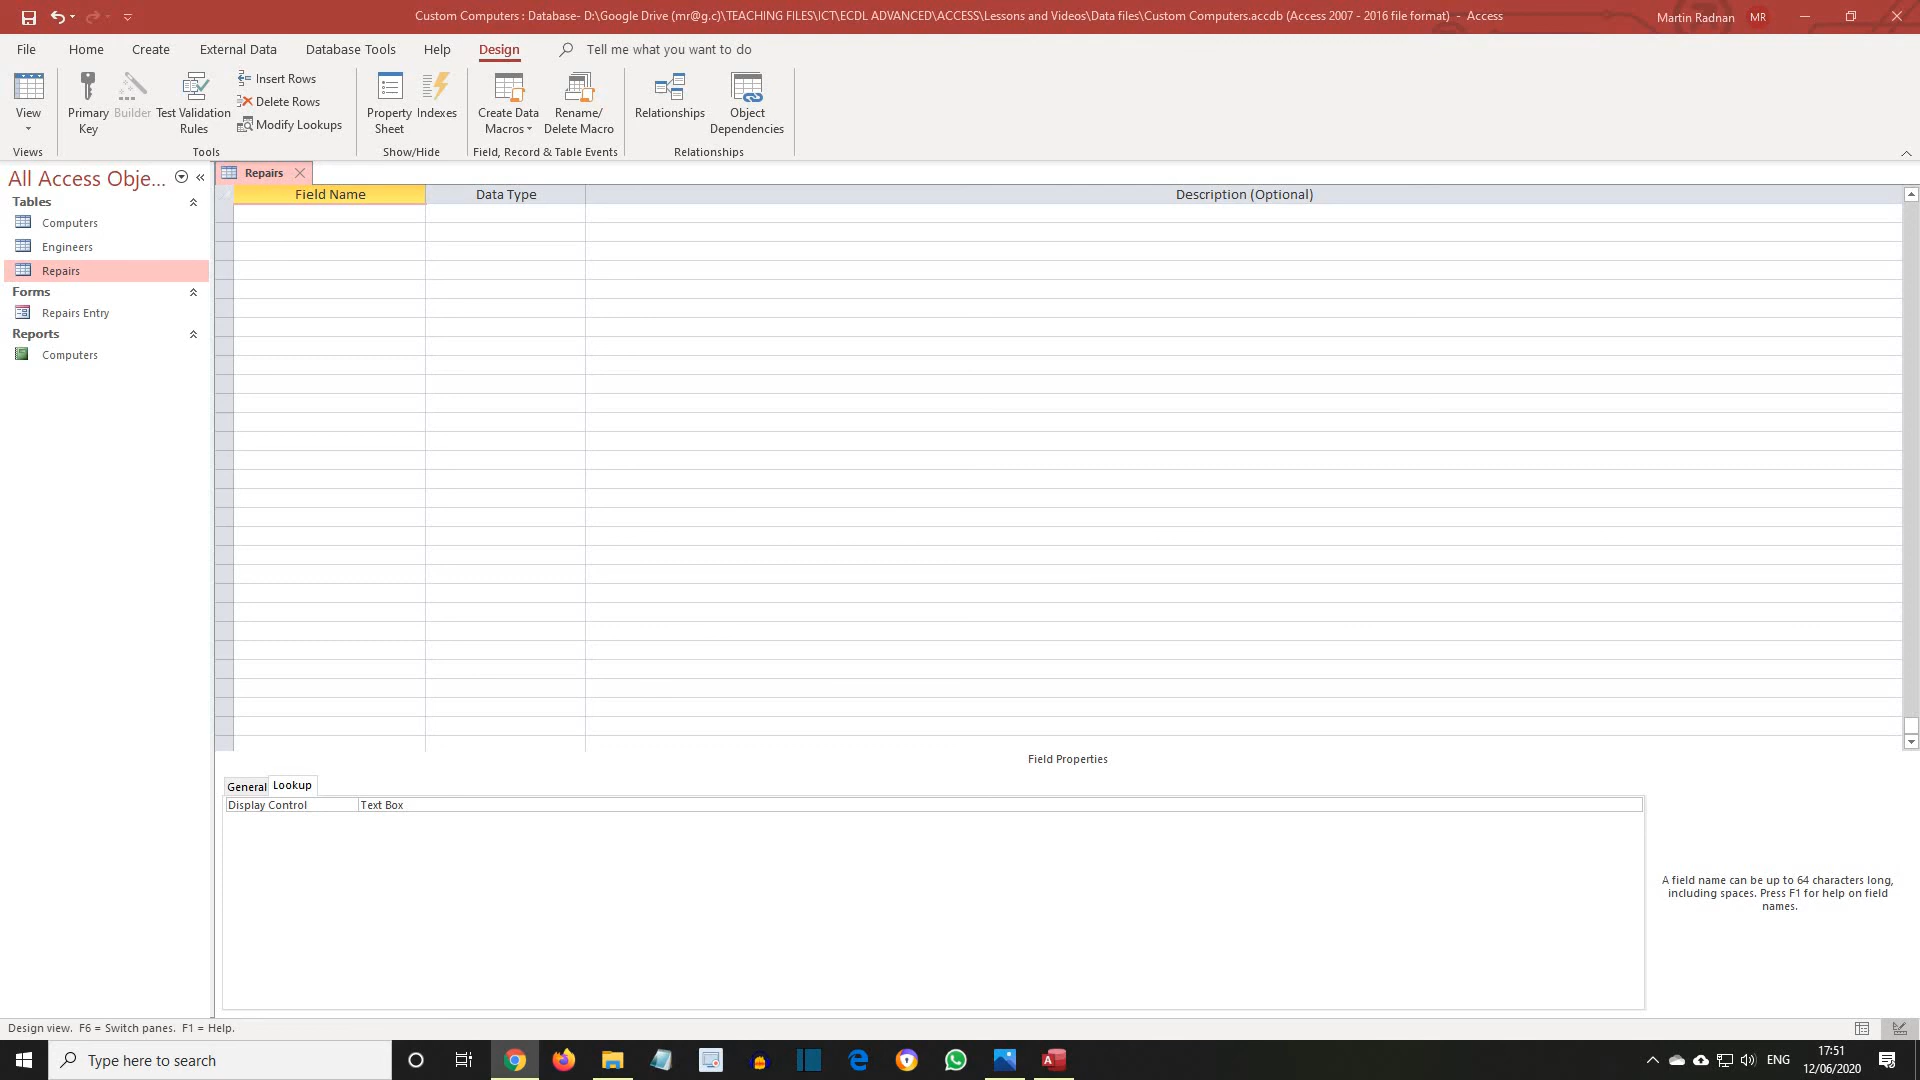 Custom Computers : Database- D:\Google Drive (mr@g.c)\TEACHING FILES\ICT\ECDL ADVANCED\ACCESS\Lessons and Videos\Data files\Custom Computers.accdb (Access 2007 - 2016 file format)  -  Access
Martin Radnan
MR
File
Home
Create
External Data
Database Tools
Help
Design
Tell me what you want to do
View
Primary Key
Builder
Test Validation Rules
Insert Rows
Delete Rows
Modify Lookups
Property Sheet
Indexes
Create Data Macros
Rename/ Delete Macro
Relationships
Object Dependencies
Views
Tools
Show/Hide
Field, Record & Table Events
Relationships
All Access Obje...
Tables
Computers
Engineers
Repairs
Forms
Repairs Entry
Reports
Computers
Repairs
Field Name
Data Type
Description (Optional)
Field Properties
General
Lookup
Display Control
Text Box
A field name can be up to 64 characters long,
including spaces. Press F1 for help on field
names.
Design view.  F6 = Switch panes.  F1 = Help.
Type here to search
ENG
17:51
12/06/2020